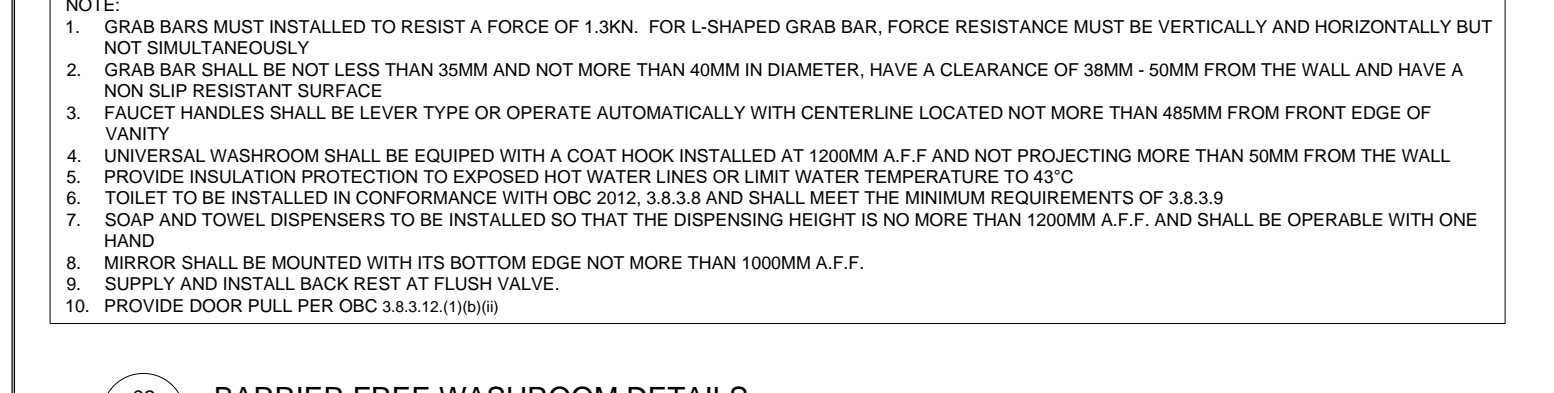 NOTE:
1. GRAB BARS MUST INSTALLED TO RESIST A FORCE OF 1.3KN. FOR L-SHAPED GRAB BAR, FORCE RESISTANCE MUST BE VERTICALLY AND HORIZONTALLY BUT
NOT SIMULTANEOUSLY
2. GRAB BAR SHALL BE NOT LESS THAN 35MM AND NOT MORE THAN 40MM IN DIAMETER, HAVE A CLEARANCE OF 38MM - 50MM FROM THE WALL AND HAVE A
NON SLIP RESISTANT SURFACE
3. FAUCET HANDLES SHALL BE LEVER TYPE OR OPERATE AUTOMATICALLY WITH CENTERLINE LOCATED NOT MORE THAN 485MM FROM FRONT EDGE OF
VANITY
4. UNIVERSAL WASHROOM SHALL BE EQUIPED WITH A COAT HOOK INSTALLED AT 1200MM A.F.F AND NOT PROJECTING MORE THAN 50MM FROM THE WALL
5. PROVIDE INSULATION PROTECTION TO EXPOSED HOT WATER LINES OR LIMIT WATER TEMPERATURE TO 43°C
6. TOILET TO BE INSTALLED IN CONFORMANCE WITH OBC 2012, 3.8.3.8 AND SHALL MEET THE MINIMUM REQUIREMENTS OF 3.8.3.9
7. SOAP AND TOWEL DISPENSERS TO BE INSTALLED SO THAT THE DISPENSING HEIGHT IS NO MORE THAN 1200MM A.F.F. AND SHALL BE OPERABLE WITH ONE
HAND
8. MIRROR SHALL BE MOUNTED WITH ITS BOTTOM EDGE NOT MORE THAN 1000MM A.F.F.
9. SUPPLY AND INSTALL BACK REST AT FLUSH VALVE.
10. PROVIDE DOOR PULL PER OBC 3.8.3.12.(1)(b)(ii)
BARRIER FREE WASHROOM DETAILS